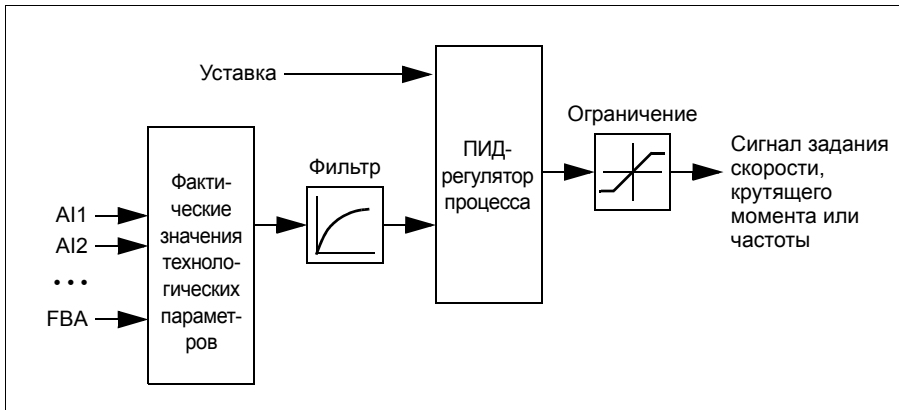 Уставка
AI1
AI2
• • •
FBA
Факти-
ческие
значения
техноло-
гических
парамет-
ров
Фильтр
ПИД-
регулятор
процесса
Ограничение
Сигнал задания
скорости,
крутящего
момента или
частоты